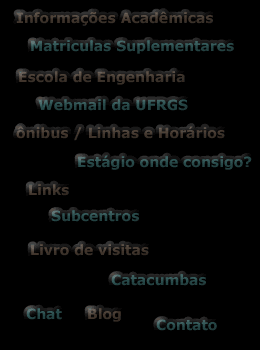 Informações Acadêmicas
Matriculas Suplementares
Escola de Engenharia
Webmail da UFRGS
ônibus / Linhas e Horários
Estágio onde consigo?
Links
Subcentros
Livro de visitas
Catacumbas
Chat Blog
Contato